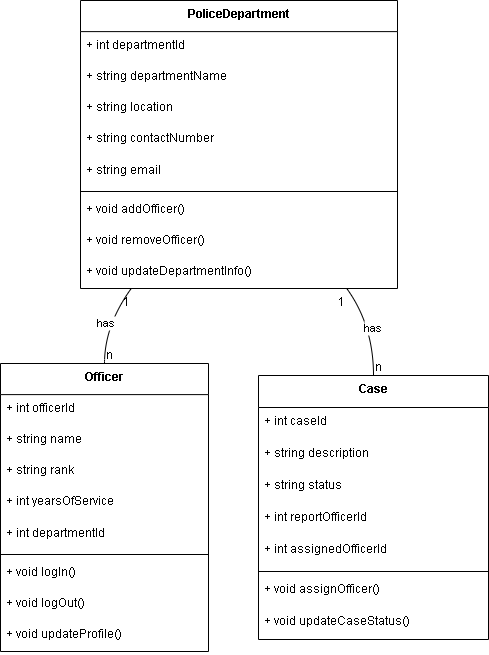 PoliceDepartment
+ int departmentId
+ string departmentName
+ string location
+ string contactNumber
+ string email
+ void addOfficer()
+ void removeOfficer()
+ void updateDepartmentInfo()
1
1
has
has
n
n
Officer
+ int officerId
+ string name
+ string rank
+ int yearsOfService
+ int departmentId
+ void logIn()
+ void logOut()
+ void updateProfile()
Case
+ int caseId
+ string description
+ string status
+ int reportOfficerId
+ int assignedOfficerId
+ void assignOfficer()
+ void updateCaseStatus()